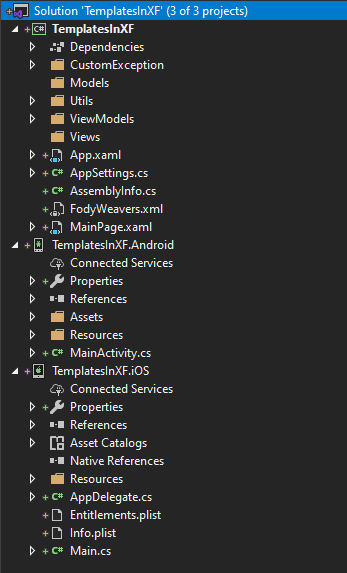 Solution 'TemplatesInXF' (3 of 3 projects)
TemplatesInXF
Dependencies
CustomException
Models
Utils
ViewModels
Views
App.xaml
AppSettings.cs
AssemblyInfo.cs
FodyWeavers.xml
MainPage.xaml
TemplatesInXF.Android
Connected Services
Properties
References
Assets
Resources
MainActivity.cs
TemplatesInXF.iOS
Connected Services
Properties
References
Asset Catalogs
Native References
Resources
AppDelegate.cs
Entitlements.plist
Info.plist
Main.cs